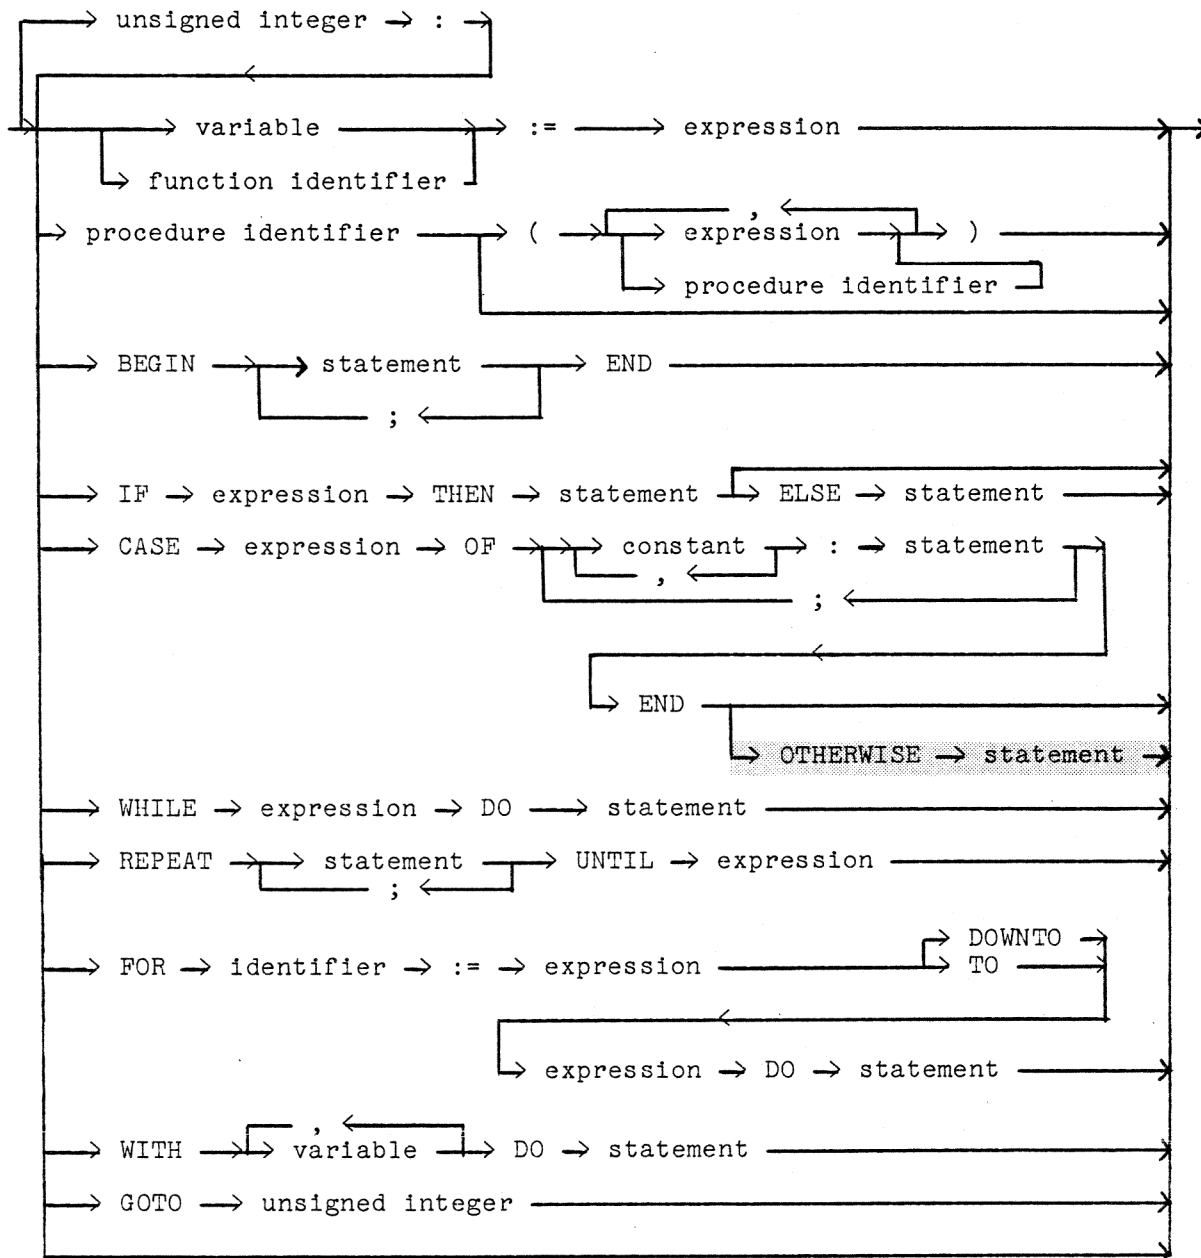 unsigned integer :
variable := expression
function identifier
,
procedure identifier ( expression )
procedure identifier
BEGIN statement END
;
IF expression THEN statement ELSE statement
CASE expression OF constant : statement
,
;
END
OTHERWISE statement
WHILE expression DO statement
REPEAT statement UNTIL expression
;
DOWNTO
FOR identifier := expression TO
expression DO statement
,
WITH variable DO statement
GOTO unsigned integer